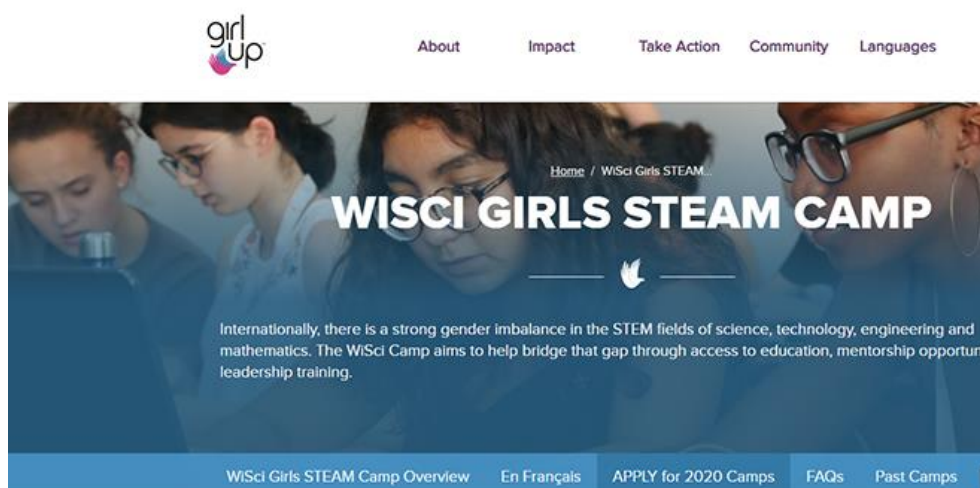 girl
up
About Impact Take Action Community Languages
Home / WiSci Girls STEAM...
WISCI GIRLS STEAM CAMP
Internationally, there is a strong gender imbalance in the STEM fields of science, technology, engineering and
mathematics. The WiSci Camp aims to help bridge that gap through access to education, mentorship
leadership training.
WiSci Girls STEAM Camp Overview En Français APPLY for 2020 Camps FAQs Past Camps